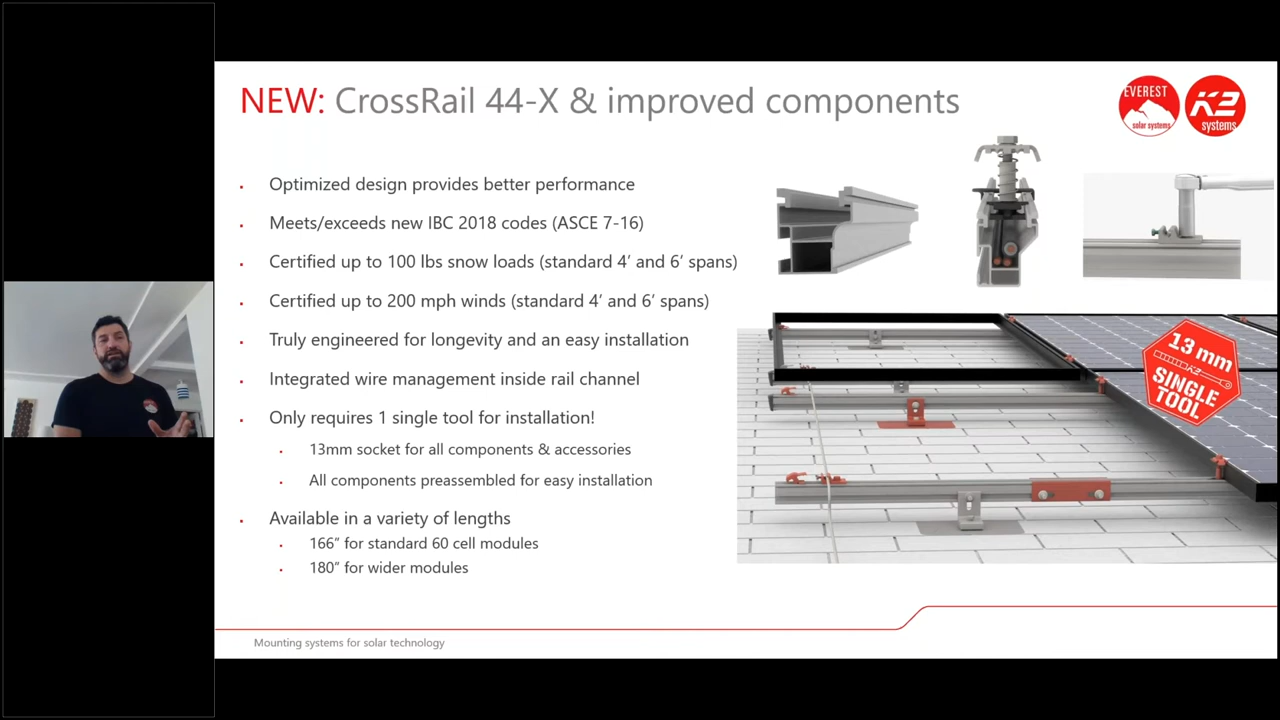 NEW: CrossRail 44-X & improved components
EVEREST
solar systems
K2
systems
Optimized design provides better performance
Meets/exceeds new IBC 2018 codes (ASCE 7-16)
Certified up to 100 lbs snow loads (standard 4’ and 6’ spans)
Certified up to 200 mph winds (standard 4’ and 6’ spans)
Truly engineered for longevity and an easy installation
Integrated wire management inside rail channel
Only requires 1 single tool for installation!
13mm socket for all components & accessories
All components preassembled for easy installation
Available in a variety of lengths
166” for standard 60 cell modules
180” for wider modules
13 mm
K2
SINGLE
TOOL
Mounting systems for solar technology